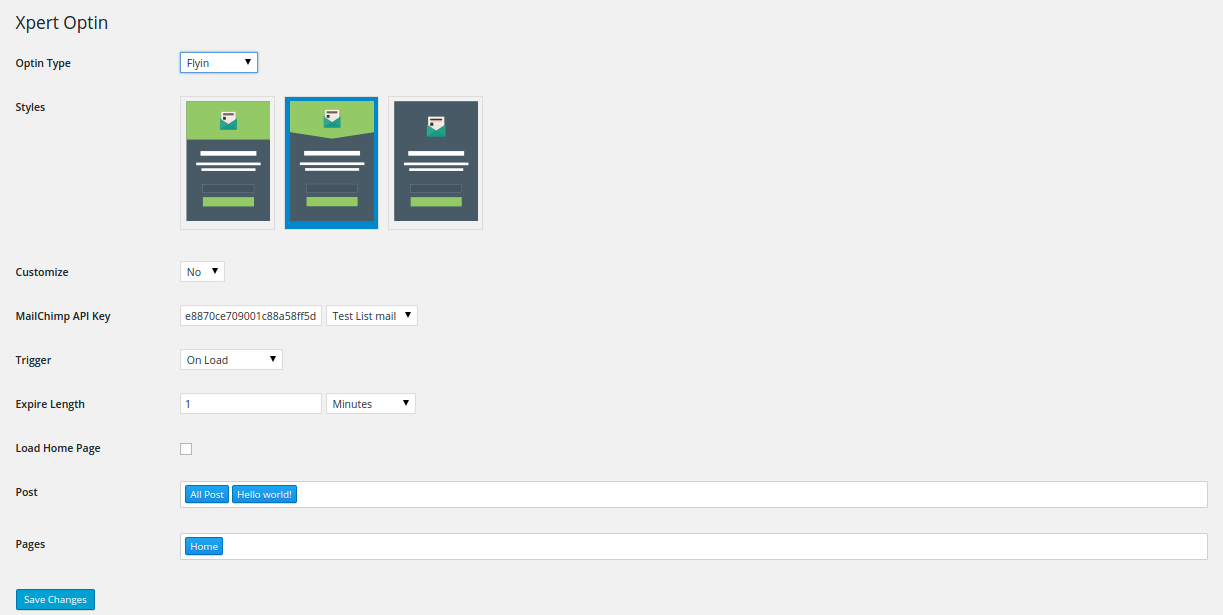 Xpert Optin
Optin Type
Flyin
Styles
Customize
No
MailChimp API Key
e8870ce709001c88a58ff5d
Test List mail
Trigger
On Load
Expire Length
1
Minutes
Load Home Page
Post
All Post
Hello world!
Pages
Home
Save Changes